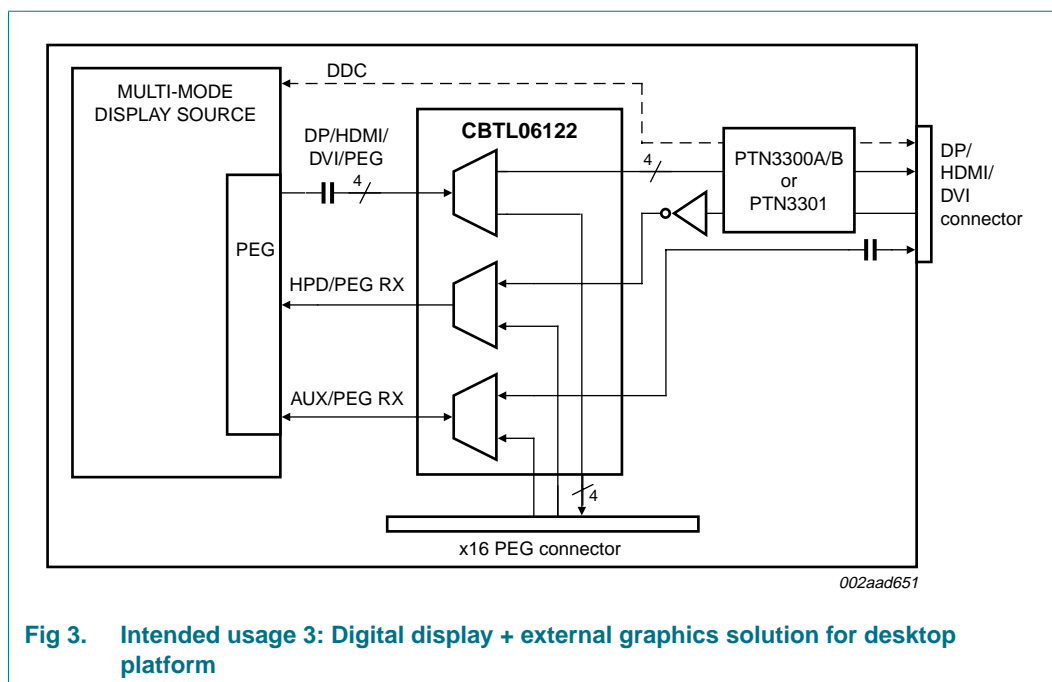 DDC
MULTI-MODE
DISPLAY SOURCE
CBTL06122
DP/HDMI/
DVI/PEG
4
4
PTN3300A/B
or
PTN3301
DP/
HDMI/
DVI
connector
PEG
HPD/PEG RX
AUX/PEG RX
4
x16 PEG connector
002aad651
Fig 3. Intended usage 3: Digital display + external graphics solution for desktop
platform